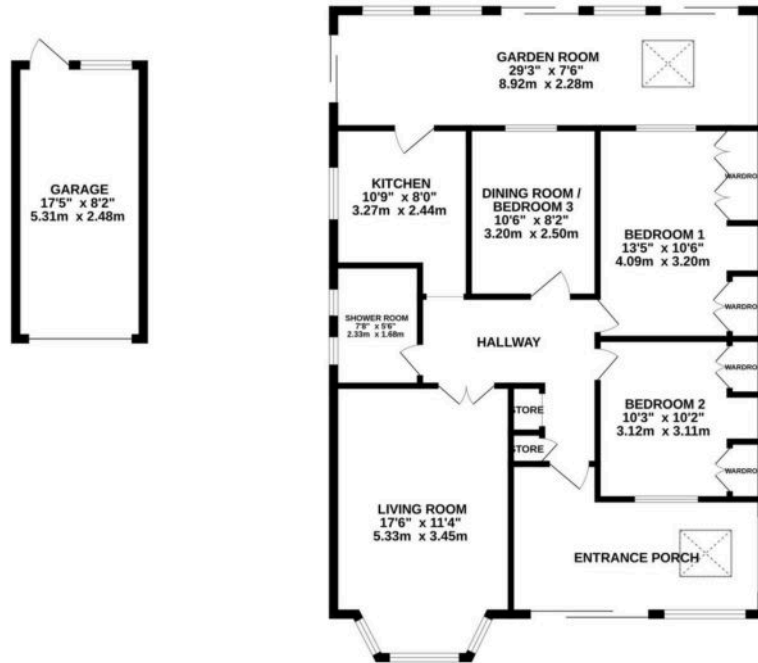 GARAGE
17'5" x 8'2"
5.31m x 2.48m
GARDEN ROOM
29'3" x 7'6"
8.92m x 2.28m
KITCHEN
10'9" x 8'0"
3.27m x 2.44m
DINING ROOM /
BEDROOM 3
10'6" x 8'2"
3.20m x 2.50m
BEDROOM 1
13'5" x 10'6"
4.09m x 3.20m
WARDRO
WARDRO
SHOWER ROOM
7'8" x 5'6"
2.33m x 1.68m
HALLWAY
WARDRO
BEDROOM 2
10'3" x 10'2"
3.12m x 3.11m
WARDRO
STORE
STORE
LIVING ROOM
17'6" x 11'4"
5.33m x 3.45m
ENTRANCE PORCH